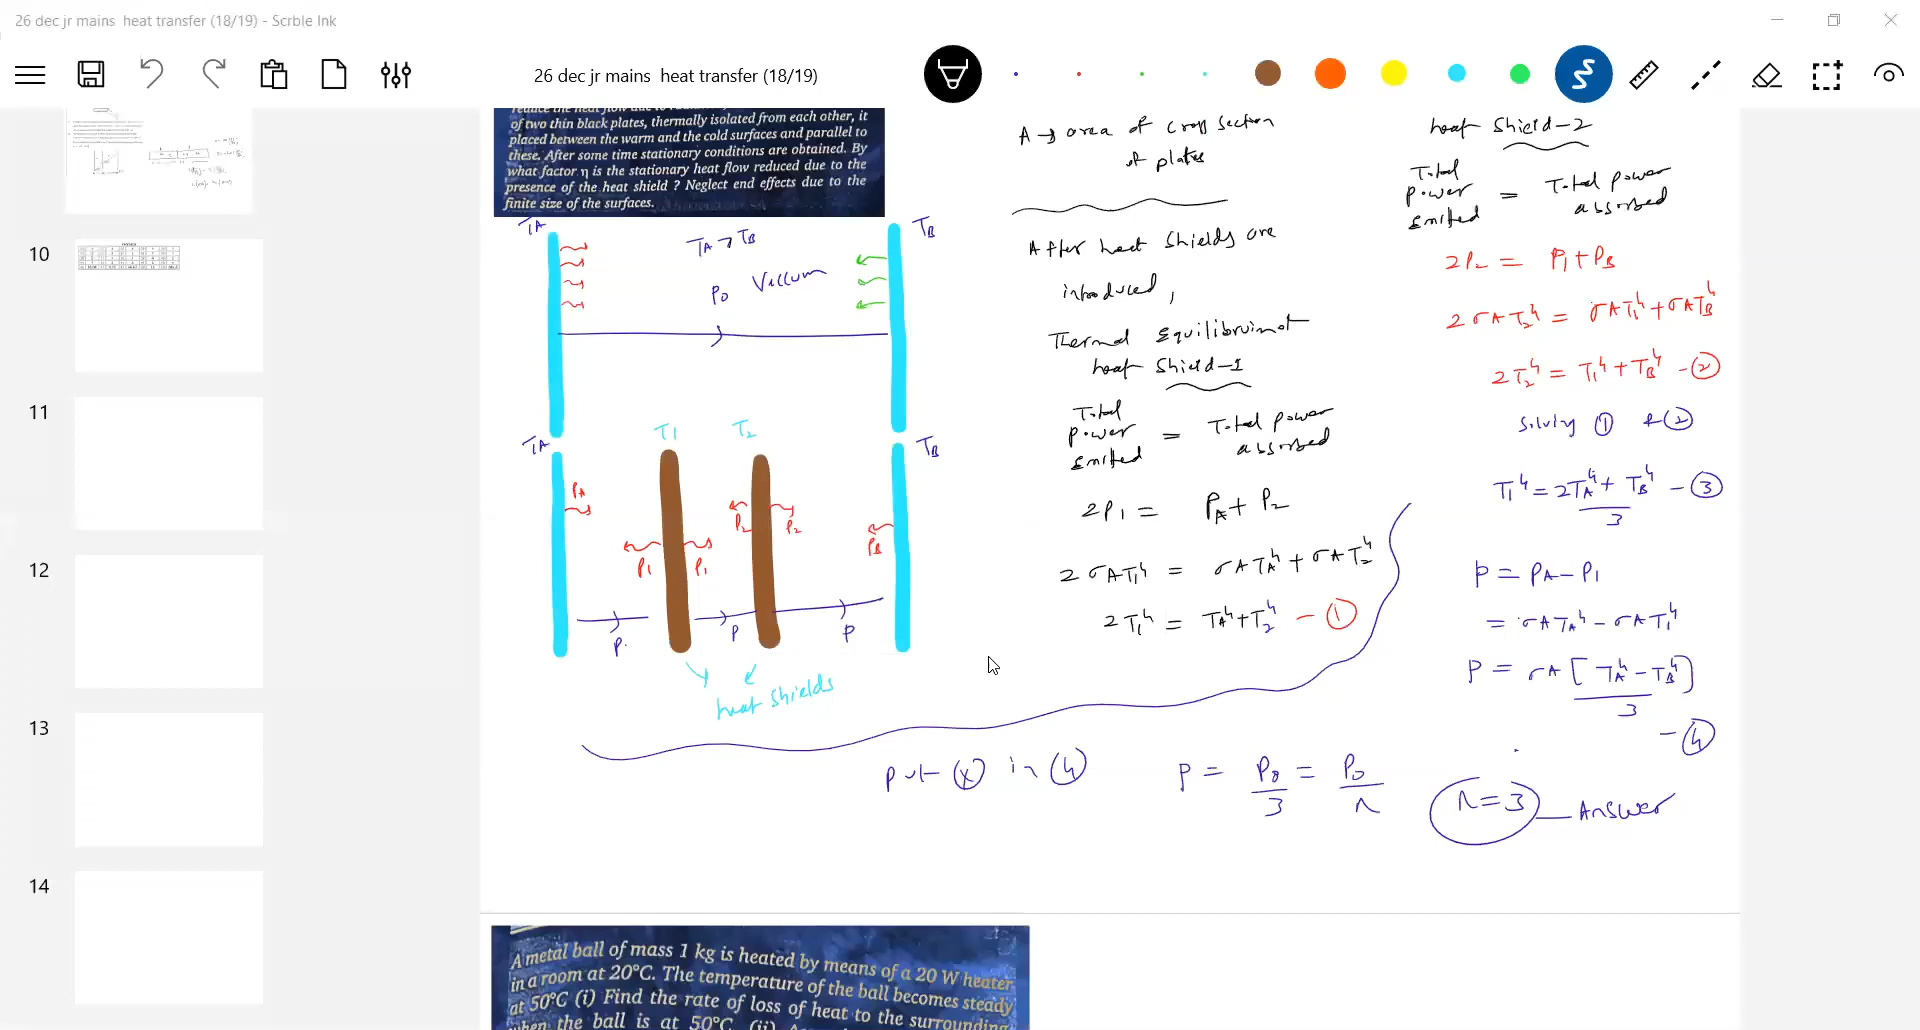 26 dec jr mains heat transfer (18/19) - Scrble Ink
26 dec jr mains heat transfer (18/19)
10
11
12
13
14
of two thin black plates, thermally isolated from each other, it
placed between the warm and the cold surfaces and parallel to
these. After some time stationary conditions are obtained. By
what factor η is the stationary heat flow reduced due to the
presence of the heat shield ? Neglect end effects due to the
finite size of the surfaces.
TA
TA > TB
TB
P0 Vaccum
TA
T1
T2
TB
PA
P1
P1
P2
P2
PB
P
P
P
heat shields
A → area of cross section
of plates
After heat shields are
introduced,
Thermal Equilibruim of
heat shield-1
Total power emitted = Total power absorbed
2P1 = PA + P2
2σAT1⁴ = σATA⁴ + σAT2⁴
2T1⁴ = TA⁴ + T2⁴ - ①
heat shield-2
Total power emitted = Total power absorbed
2P2 = P1 + PB
2σAT2⁴ = σAT1⁴ + σATB⁴
2T2⁴ = T1⁴ + TB⁴ - ②
Solving ① & ②
T1⁴ = 2TA⁴ + TB⁴ / 3 - ③
P = PA - P1
= σATA⁴ - σAT1⁴
P = σA [TA⁴ - TB⁴] / 3
- ④
put ⓧ in ④ P = P0/3 = P0/n n = 3 — Answer
A metal ball of mass 1 kg is heated by means of a 20 W heater
in a room at 20°C. The temperature of the ball becomes steady
at 50°C (i) Find the rate of loss of heat to the surrounding
when the ball is at 50°C. (ii)